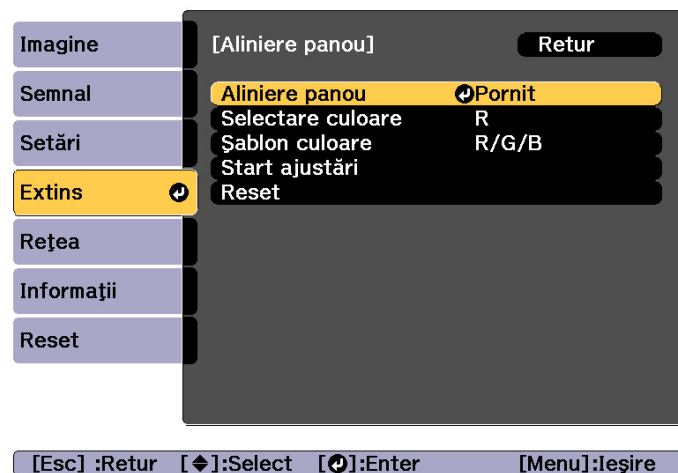 Imagine
Semnal
Setări
Extins
Reţea
Informaţii
Reset
[Aliniere panou] Retur
Aliniere panou Pornit
Selectare culoare R
Şablon culoare R/G/B
Start ajustări
Reset
[Esc] :Retur [◆]:Select [↵]:Enter [Menu]:Ieşire